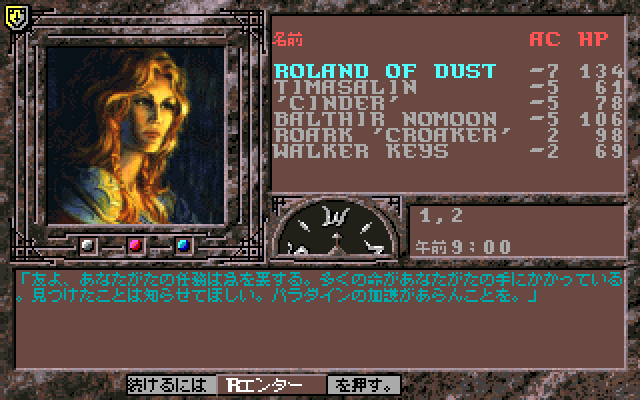 名前 AC HP
ROLAND OF DUST -7 134
TIMASALIN -5 61
'CINDER' -5 78
BALTHIR NOMOON -5 106
ROARK 'CROAKER' 2 98
WALKER KEYS -2 69
W
1,2
午前9:00
「友よ、あなたがたの任務は急を要する。多くの命があなたがたの手にかかっている
。見つけたことは知らせてほしい。パラダインの加護があらんことを。」
続けるには Rエンター を押す。